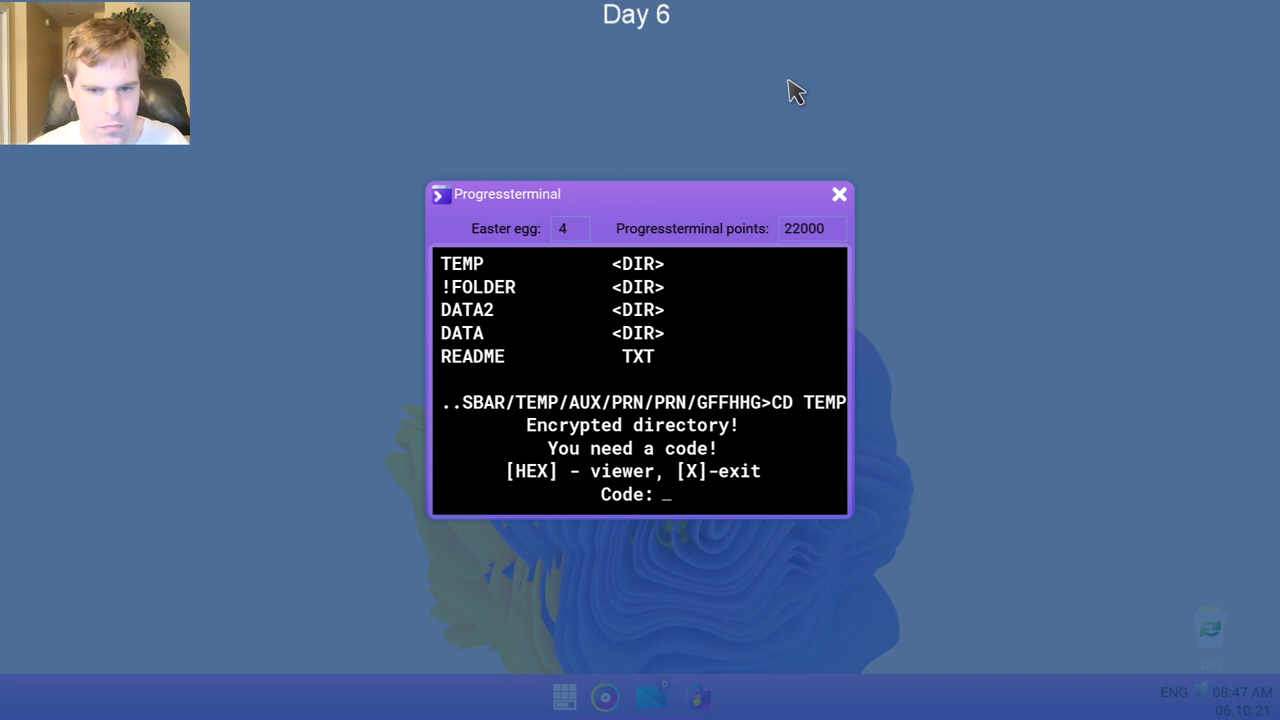 Day 6
Progressterminal
Easter egg: 4 Progressterminal points: 22000
TEMP <DIR>
!FOLDER <DIR>
DATA2 <DIR>
DATA <DIR>
README TXT
..SBAR/TEMP/AUX/PRN/PRN/GFFHHG>CD TEMP
Encrypted directory!
You need a code!
[HEX] - viewer, [X]-exit
Code: _
Bin
6
ENG 08:47 AM
06.10.21